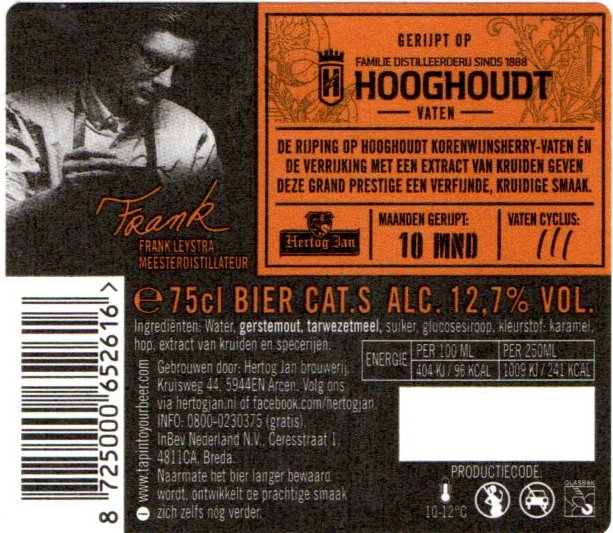 GERIJPT OP
FAMILIE DISTILLEERDERIJ SINDS 1888
HOOGHOUDT
VATEN
DE RIJPING OP HOOGHOUDT KORENWIJNSHERRY-VATEN ÉN
DE VERRIJKING MET EEN EXTRACT VAN KRUIDEN GEVEN
DEZE GRAND PRESTIGE EEN VERFIJNDE, KRUIDIGE SMAAK.
Hertog Jan
MAANDEN GERIJPT:
10 MND
VATEN CYCLUS:
III
Frank
FRANK LEYSTRA
MEESTERDISTILLATEUR
e 75cl BIER CAT.S ALC. 12,7% VOL.
Ingrediënten: Water, gerstemout, tarwezetmeel, suiker, glucosesiroop, kleurstof: karamel,
hop, extract van kruiden en specerijen.
ENERGIE
PER 100 ML
PER 250ML
404 KJ / 96 KCAL
1009 KJ / 241 KCAL
Gebrouwen door: Hertog Jan brouwerij,
Kruisweg 44, 5944EN Arcen. Volg ons
via hertogjan.nl of facebook.com/hertogjan.
INFO: 0800-0230375 (gratis).
InBev Nederland N.V., Ceresstraat 1,
4811CA, Breda.
Naarmate het bier langer bewaard
wordt, ontwikkelt de prachtige smaak
zich zelfs nog verder.
www.tapintoyourbeer.com
PRODUCTIECODE:
10-12°C
GLASBAK
8 725000 652616 >